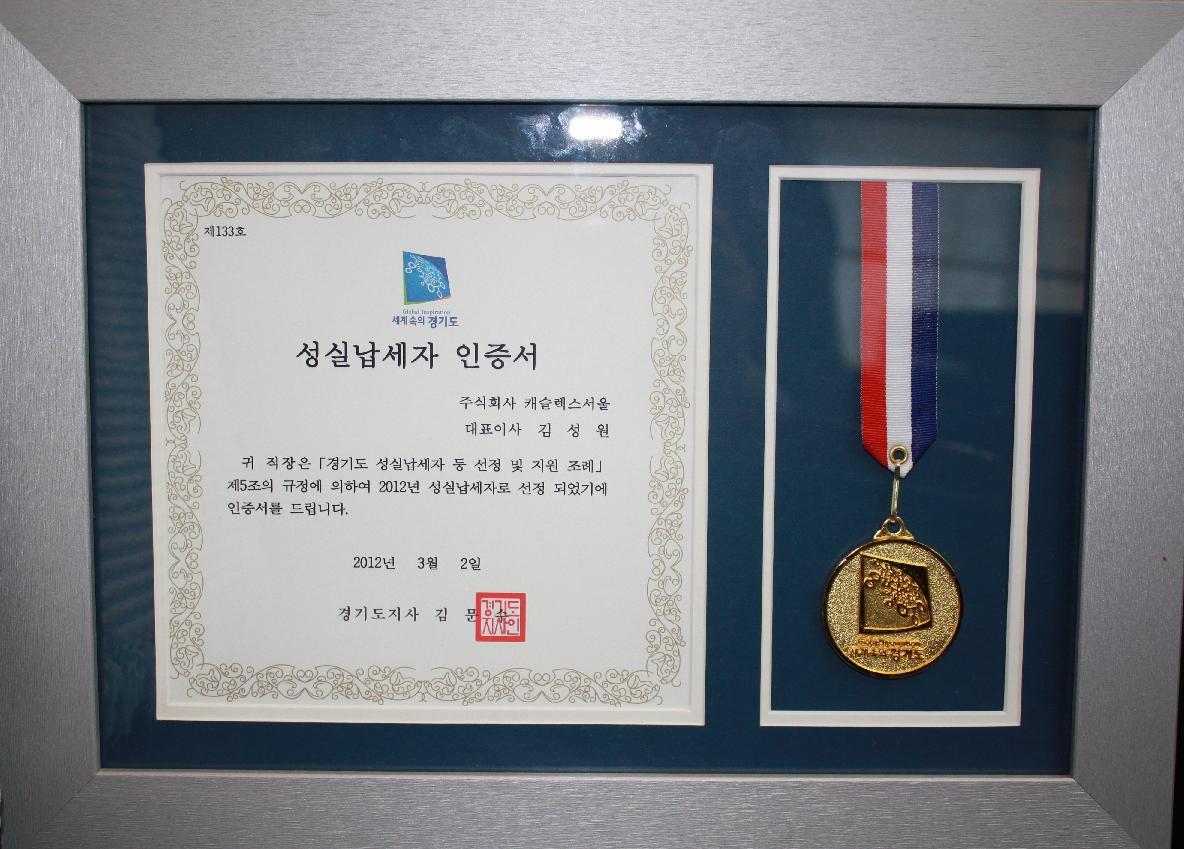 제133호
Global Inspiration
세계 속의 경기도
성실납세자 인증서
주식회사 캐슬렉스서울
대표이사 김 성 원
귀 직장은 「경기도 성실납세자 등 선정 및 지원 조례」
제5조의 규정에 의하여 2012년 성실납세자로 선정 되었기에
인증서를 드립니다.
2012년 3월 2일
경기도지사 김 문 수
경기도
지사인
Global Inspiration
세계 속의 경기도